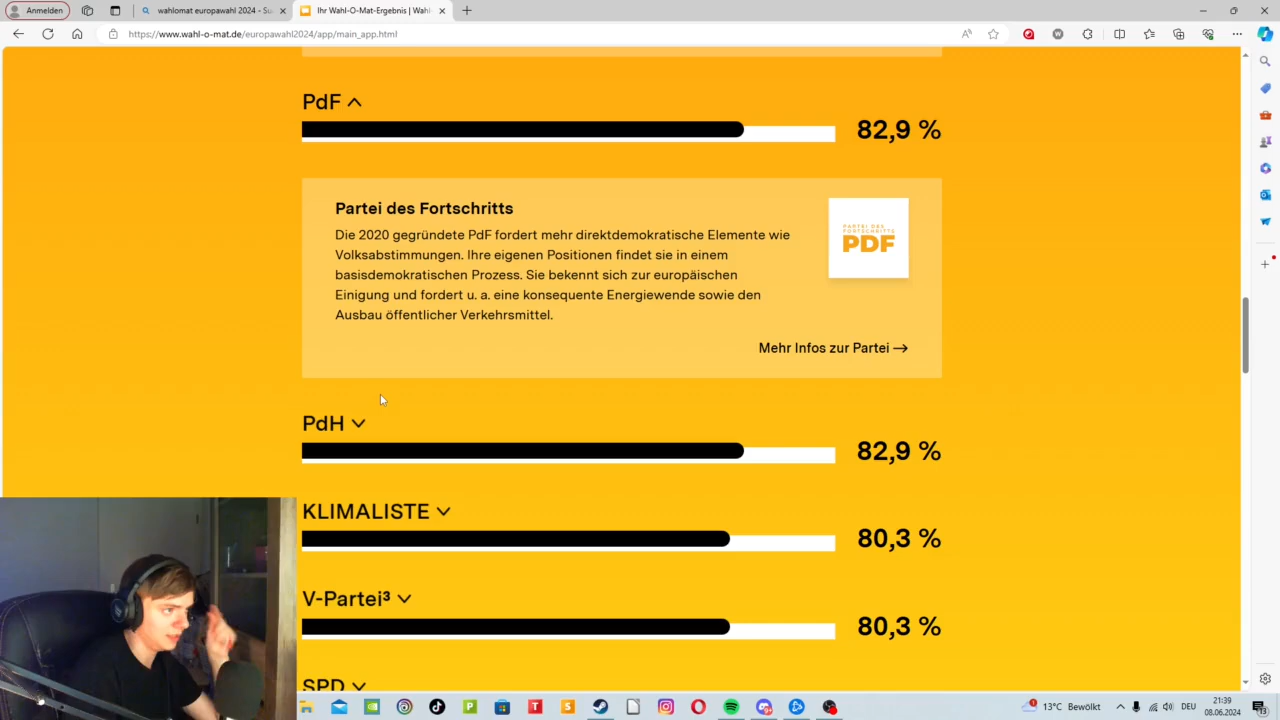 Anmelden
wahlomat europawahl 2024 - Su
Ihr Wahl-O-Mat-Ergebnis | Wahl-
https://www.wahl-o-mat.de/europawahl2024/app/main_app.html
PdF
82,9 %
Partei des Fortschritts
Die 2020 gegründete PdF fordert mehr direktdemokratische Elemente wie
Volksabstimmungen. Ihre eigenen Positionen findet sie in einem
basisdemokratischen Prozess. Sie bekennt sich zur europäischen
Einigung und fordert u. a. eine konsequente Energiewende sowie den
Ausbau öffentlicher Verkehrsmittel.
PARTEI DES
FORTSCHRITTS
PDF
Mehr Infos zur Partei
PdH
82,9 %
KLIMALISTE
80,3 %
V-Partei³
80,3 %
SPD
13°C Bewölkt
DEU
21:39
08.06.2024